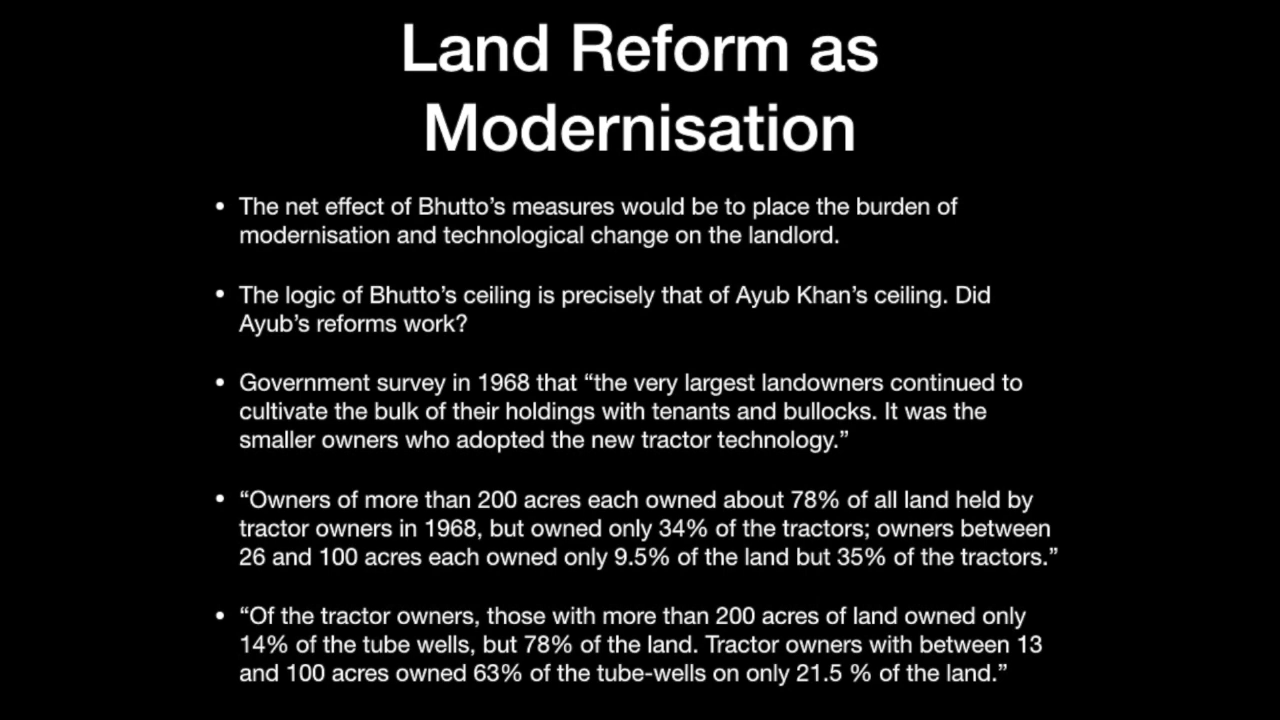 Land Reform as
Modernisation
• The net effect of Bhutto’s measures would be to place the burden of
modernisation and technological change on the landlord.
• The logic of Bhutto’s ceiling is precisely that of Ayub Khan’s ceiling. Did
Ayub’s reforms work?
• Government survey in 1968 that “the very largest landowners continued to
cultivate the bulk of their holdings with tenants and bullocks. It was the
smaller owners who adopted the new tractor technology.”
• “Owners of more than 200 acres each owned about 78% of all land held by
tractor owners in 1968, but owned only 34% of the tractors; owners between
26 and 100 acres each owned only 9.5% of the land but 35% of the tractors.”
• “Of the tractor owners, those with more than 200 acres of land owned only
14% of the tube wells, but 78% of the land. Tractor owners with between 13
and 100 acres owned 63% of the tube-wells on only 21.5 % of the land.”